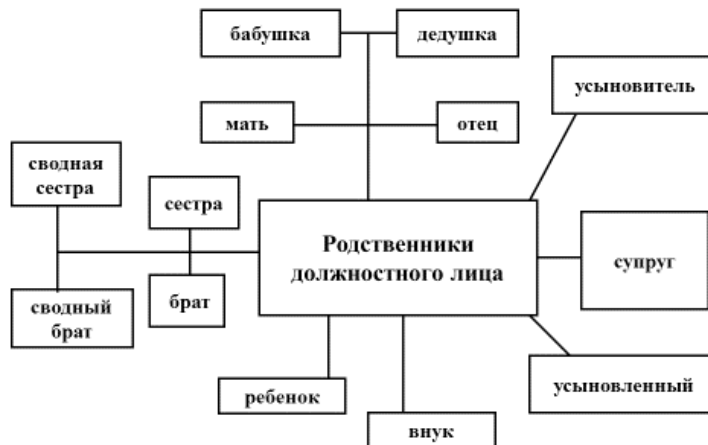 бабушка
дедушка
усыновитель
мать
отец
сводная
сестра
сестра
Родственники
должностного лица
супруг
сводный
брат
брат
ребенок
усыновленный
внук